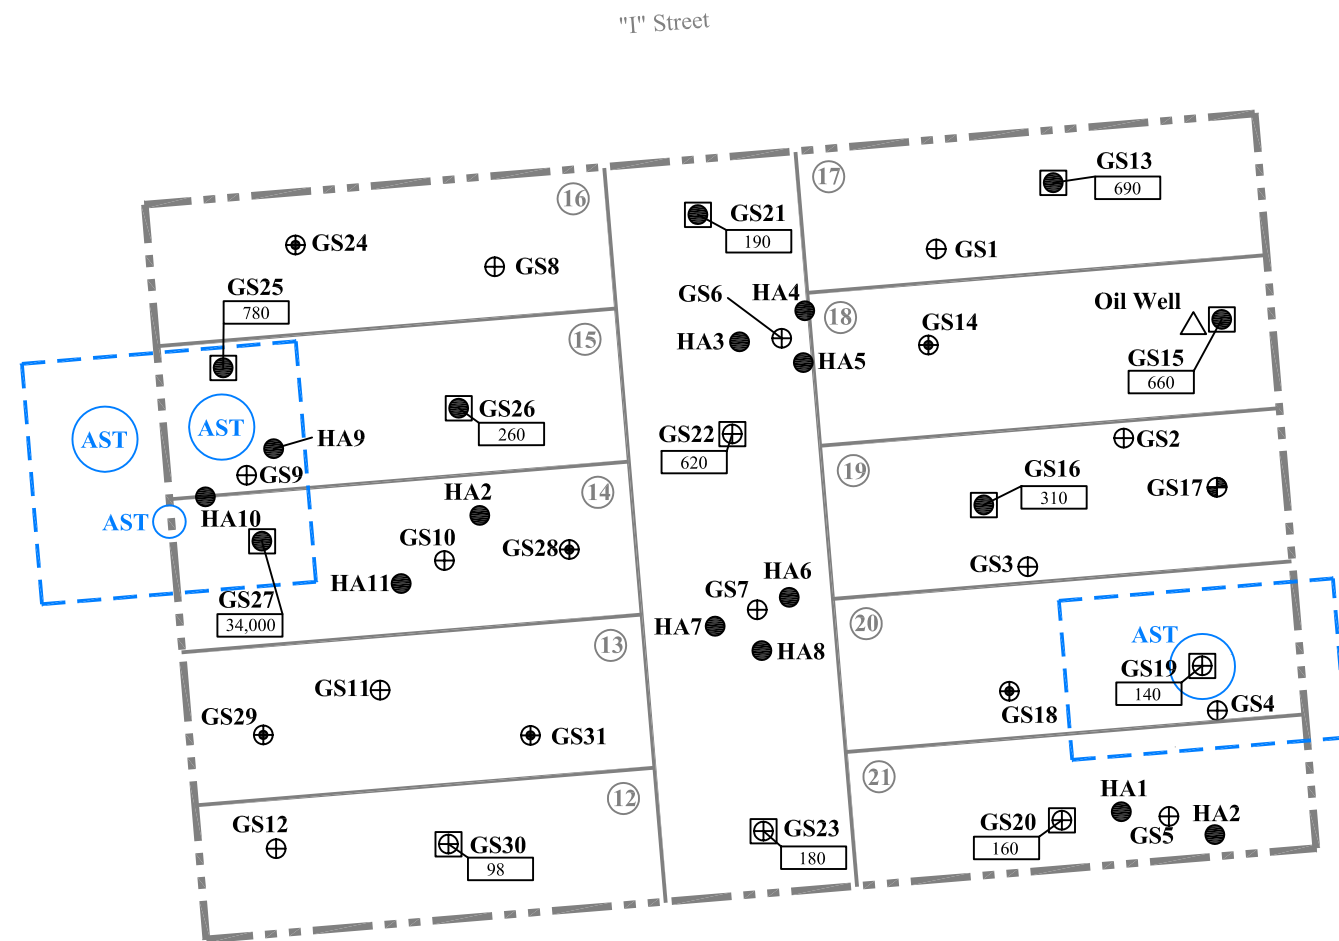 "I" Street
16
17
GS13
690
GS21
190
GS24
GS8
GS1
GS25
780
GS6
HA4
18
Oil Well
GS14
15
HA3
HA5
GS15
660
AST
AST
GS26
260
HA9
GS22
620
GS2
GS9
19
GS16
310
GS17
14
HA2
HA10
AST
GS10
GS28
HA11
GS3
HA6
GS7
GS27
34,000
HA7
HA8
20
AST
13
GS19
140
GS4
GS11
GS18
GS29
GS31
21
12
HA1
GS12
GS30
98
GS23
180
GS20
160
GS5
HA2